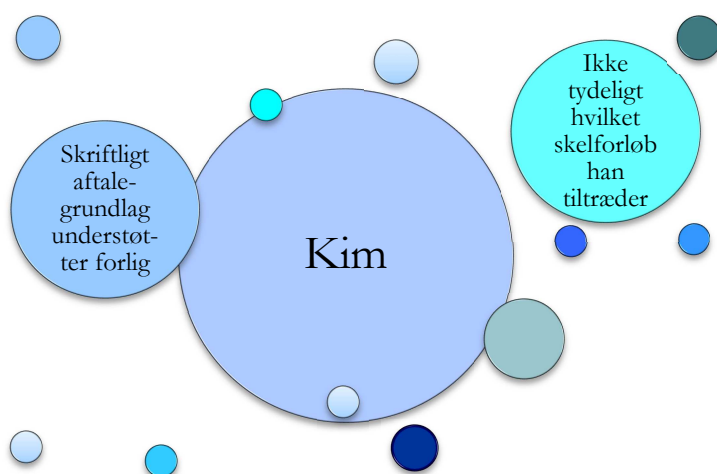 Skriftligt
aftale-
grundlag
understøt-
ter forlig
Kim
Ikke
tydeligt
hvilket
skelforløb
han
tiltræder